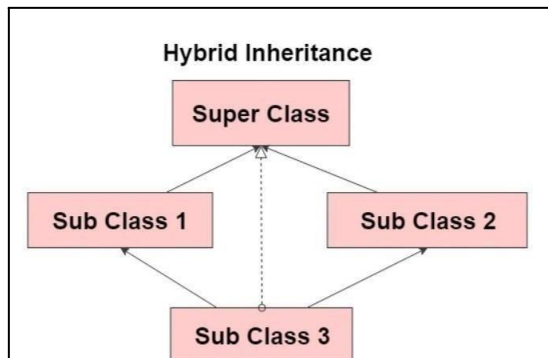 Hybrid Inheritance
Super Class
Sub Class 1
Sub Class 2
Sub Class 3